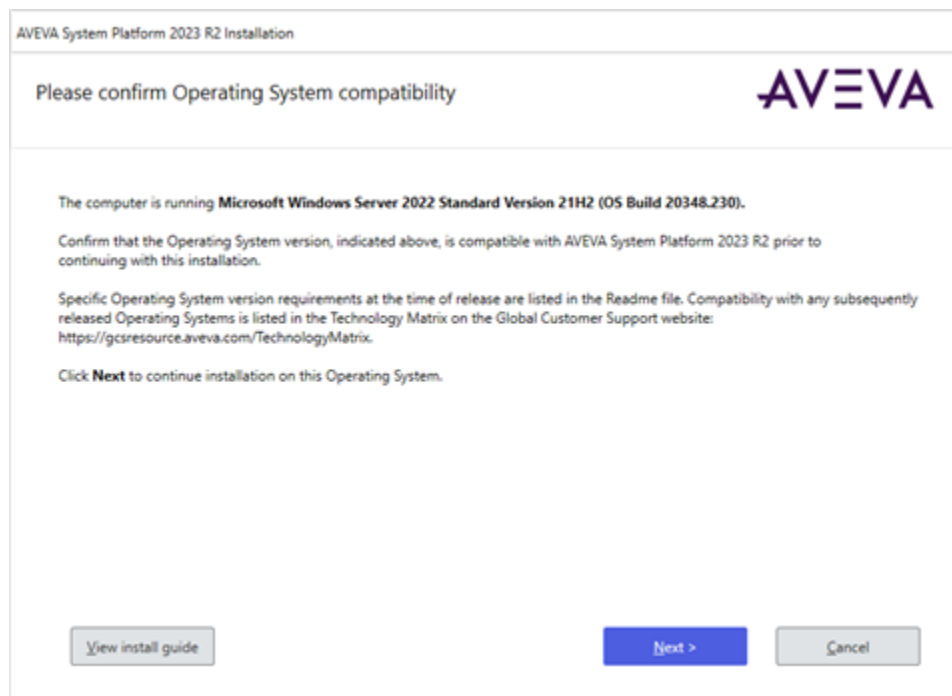 AVEVA System Platform 2023 R2 Installation
Please confirm Operating System compatibility
AVEVA
The computer is running Microsoft Windows Server 2022 Standard Version 21H2 (OS Build 20348.230).
Confirm that the Operating System version, indicated above, is compatible with AVEVA System Platform 2023 R2 prior to
continuing with this installation.
Specific Operating System version requirements at the time of release are listed in the Readme file. Compatibility with any subsequently
released Operating Systems is listed in the Technology Matrix on the Global Customer Support website:
https://gcsresource.aveva.com/TechnologyMatrix.
Click Next to continue installation on this Operating System.
View install guide
Next >
Cancel